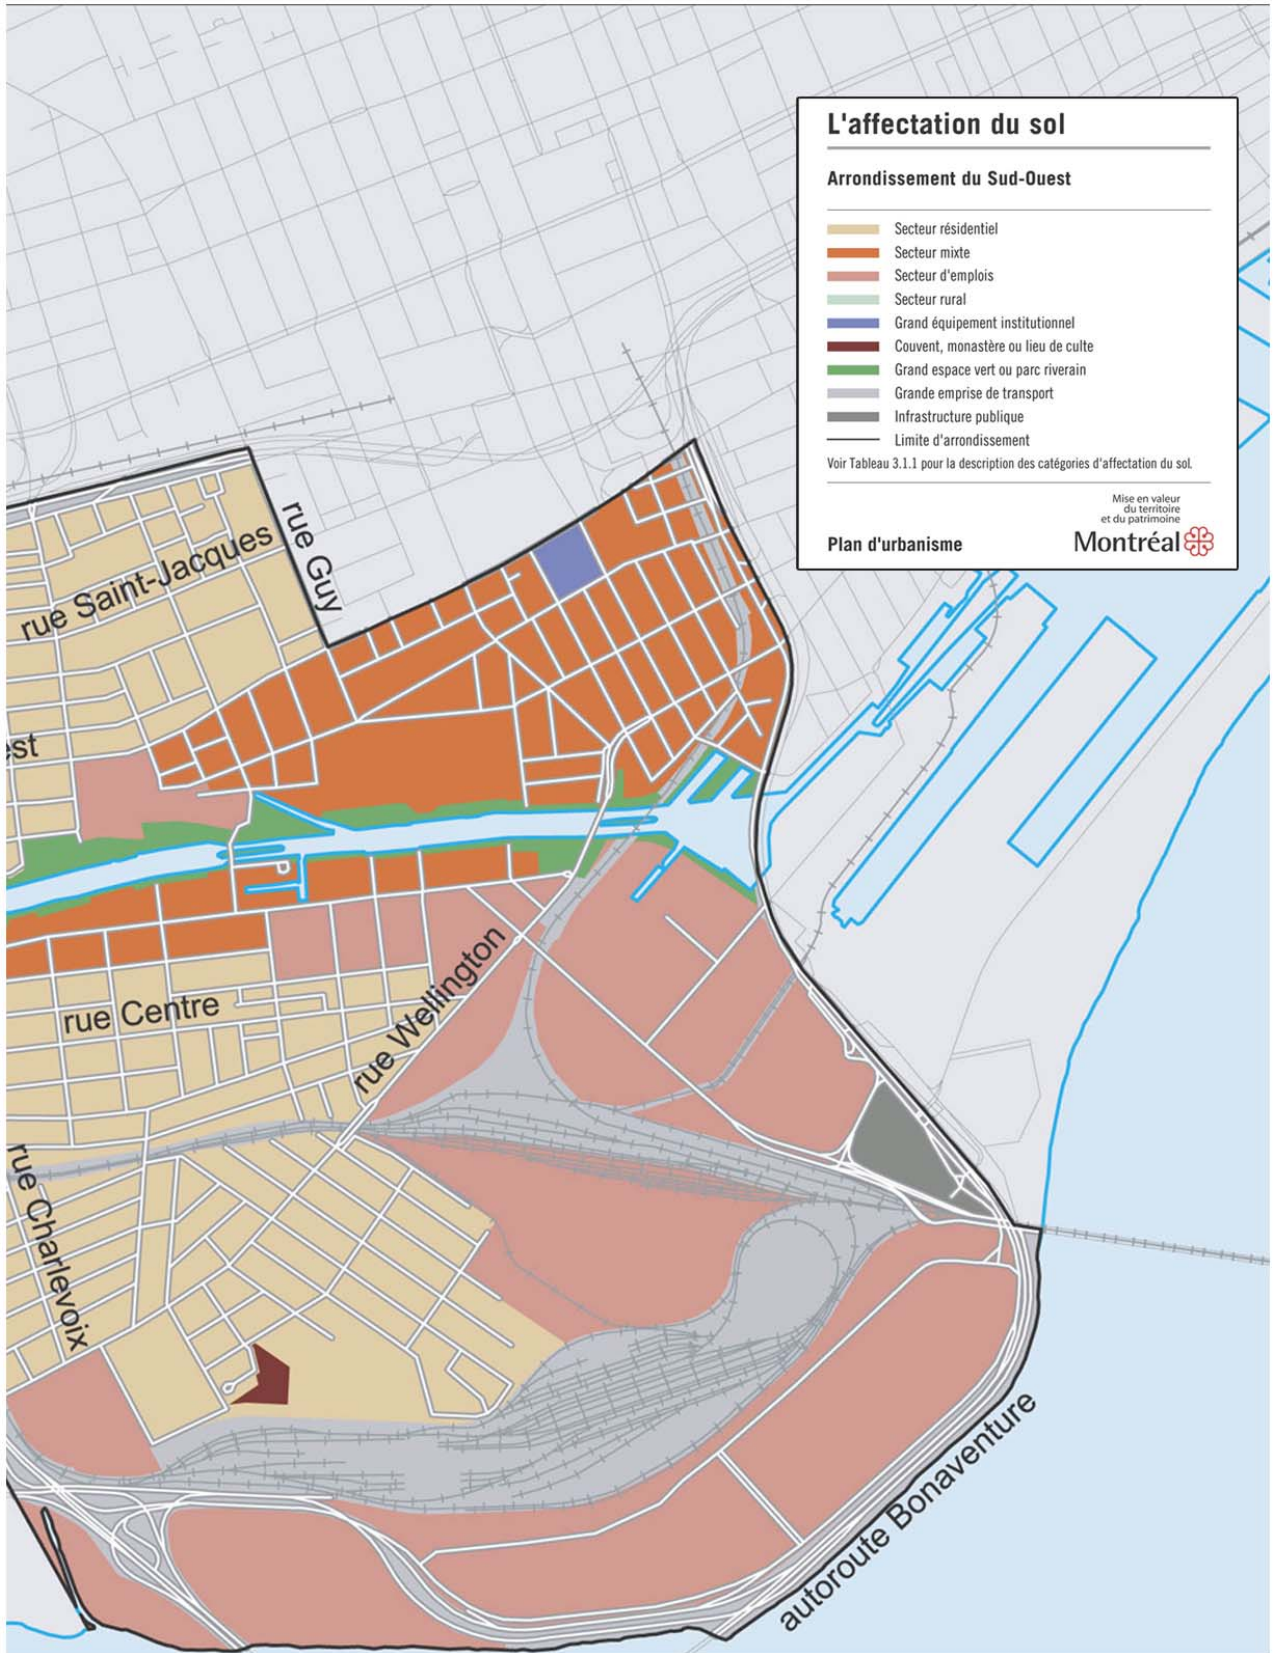 L'affectation du sol
Arrondissement du Sud-Ouest
Secteur résidentiel
Secteur mixte
Secteur d'emplois
Secteur rural
Grand équipement institutionnel
Couvent, monastère ou lieu de culte
Grand espace vert ou parc riverain
Grande emprise de transport
Infrastructure publique
Limite d'arrondissement
Voir Tableau 3.1.1 pour la description des catégories d'affectation du sol.
Mise en valeur
du territoire
et du patrimoine
Plan d'urbanisme
Montréal
rue Guy
rue Saint-Jacques
est
rue Wellington
rue Centre
rue Charlevoix
autoroute Bonaventure